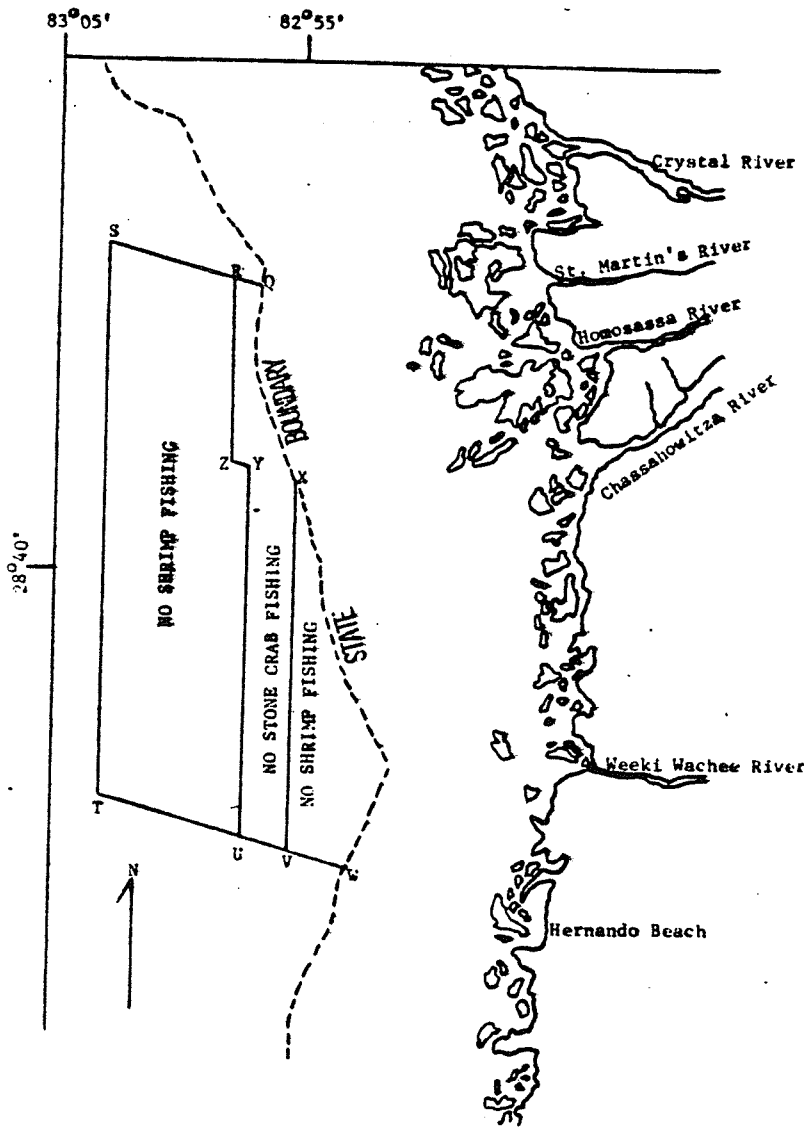 83°05' 82°55'
Crystal River
S
R Q
St. Martin's River
Homosassa River
BOUNDARY
Chassahowitza River
Z Y X
NO SHRIMP FISHING
28°40'
NO STONE CRAB FISHING
NO SHRIMP FISHING
STATE
Weeki Wachee River
T
U V W
N
Hernando Beach